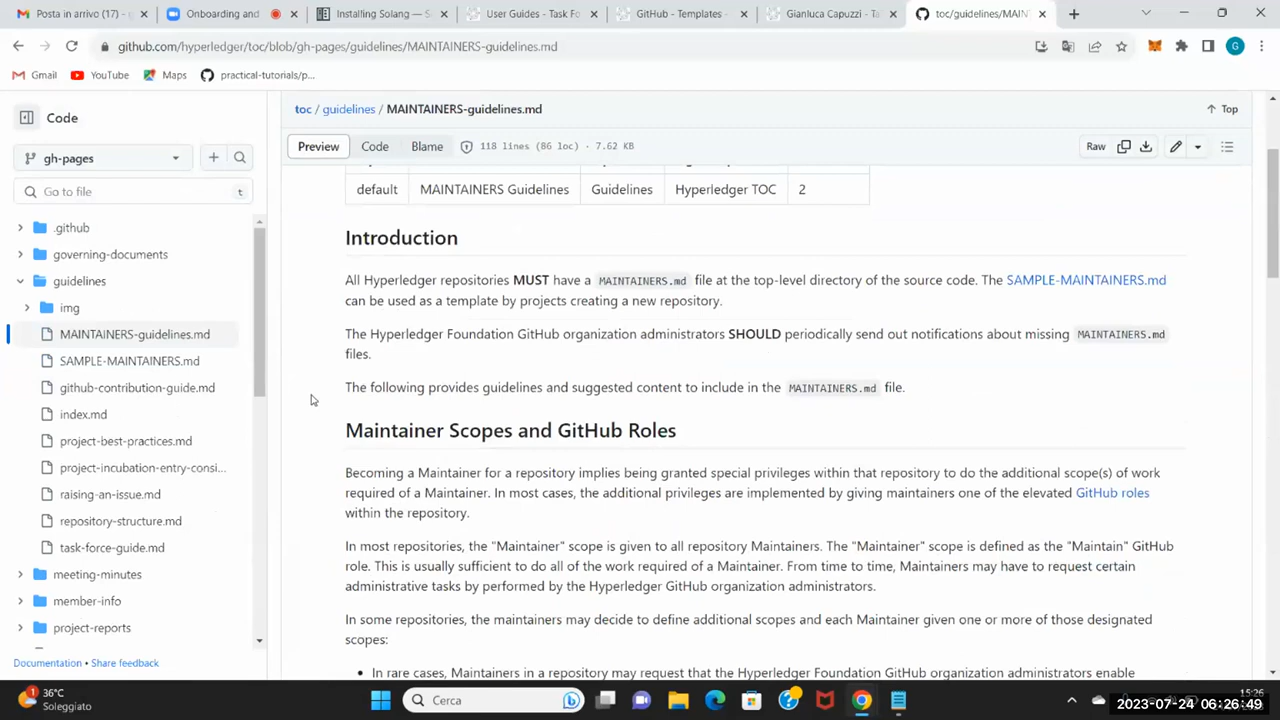 Posta in arrivo (17) - g
Onboarding and
Installing Solang — S
User Guides - Task Fo
GitHub - Templates -
Gianluca Capuzzi - T
toc/guidelines/MAIN
github.com/hyperledger/toc/blob/gh-pages/guidelines/MAINTAINERS-guidelines.md
G
Gmail
YouTube
Maps
practical-tutorials/p...
Code
gh-pages
Go to file
t
.github
governing-documents
guidelines
img
MAINTAINERS-guidelines.md
SAMPLE-MAINTAINERS.md
github-contribution-guide.md
index.md
project-best-practices.md
project-incubation-entry-consi...
raising-an-issue.md
repository-structure.md
task-force-guide.md
meeting-minutes
member-info
project-reports
Documentation • Share feedback
toc / guidelines / MAINTAINERS-guidelines.md
Top
Preview
Code
Blame
118 lines (86 loc) · 7.62 KB
Raw
default MAINTAINERS Guidelines Guidelines Hyperledger TOC 2
Introduction
All Hyperledger repositories MUST have a MAINTAINERS.md file at the top-level directory of the source code. The SAMPLE-MAINTAINERS.md
can be used as a template by projects creating a new repository.
The Hyperledger Foundation GitHub organization administrators SHOULD periodically send out notifications about missing MAINTAINERS.md
files.
The following provides guidelines and suggested content to include in the MAINTAINERS.md file.
Maintainer Scopes and GitHub Roles
Becoming a Maintainer for a repository implies being granted special privileges within that repository to do the additional scope(s) of work
required of a Maintainer. In most cases, the additional privileges are implemented by giving maintainers one of the elevated GitHub roles
within the repository.
In most repositories, the "Maintainer" scope is given to all repository Maintainers. The "Maintainer" scope is defined as the "Maintain" GitHub
role. This is usually sufficient to do all of the work required of a Maintainer. From time to time, Maintainers may have to request certain
administrative tasks by performed by the Hyperledger GitHub organization administrators.
In some repositories, the maintainers may decide to define additional scopes and each Maintainer given one or more of those designated
scopes:
• In rare cases, Maintainers in a repository may request that the Hyperledger Foundation GitHub organization administrators enable
1
36°C
Soleggiato
Cerca
15:26
2023-07-24 06:26:49